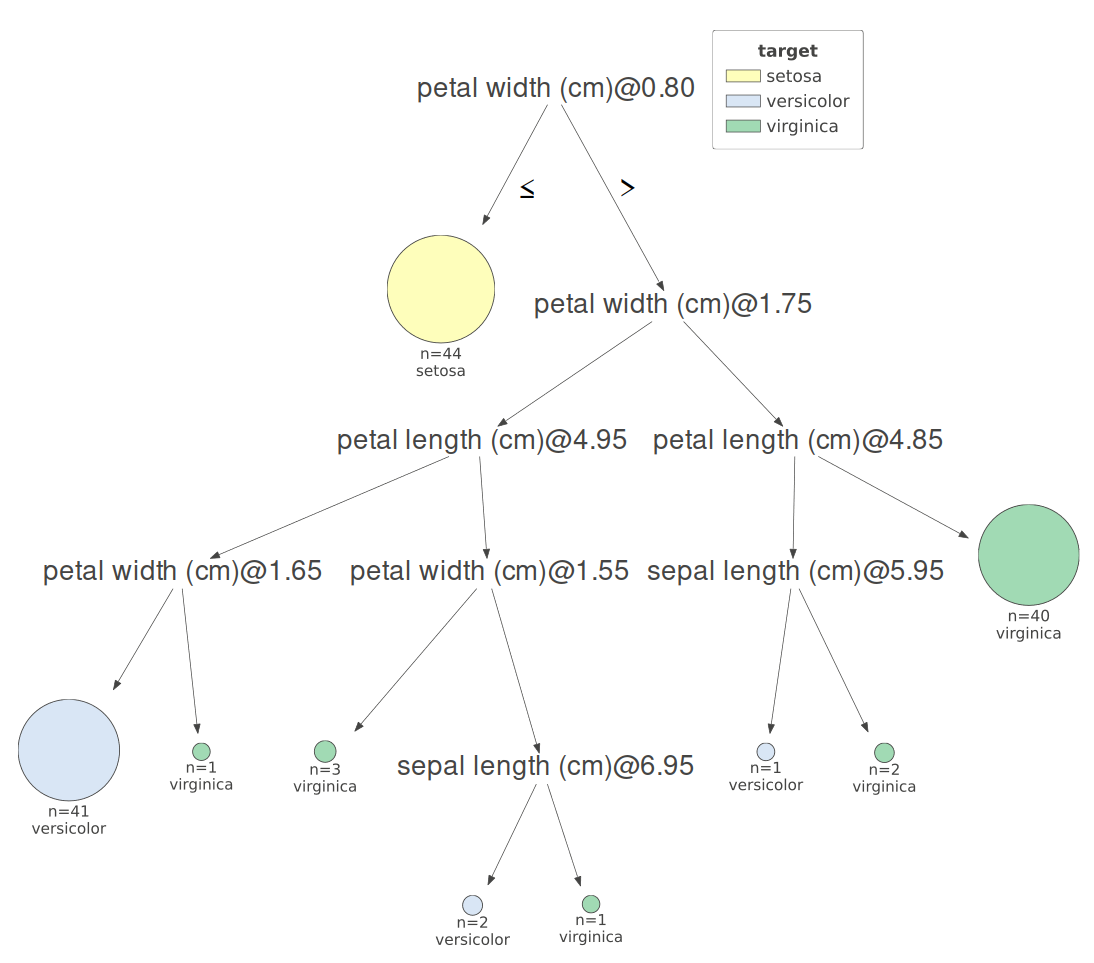 target
setosa
versicolor
virginica
petal width (cm)@0.80
≤
>
n=44
setosa
petal width (cm)@1.75
petal length (cm)@4.95
petal length (cm)@4.85
petal width (cm)@1.65
petal width (cm)@1.55
sepal length (cm)@5.95
n=40
virginica
n=41
versicolor
n=1
virginica
n=3
virginica
sepal length (cm)@6.95
n=1
versicolor
n=2
virginica
n=2
versicolor
n=1
virginica